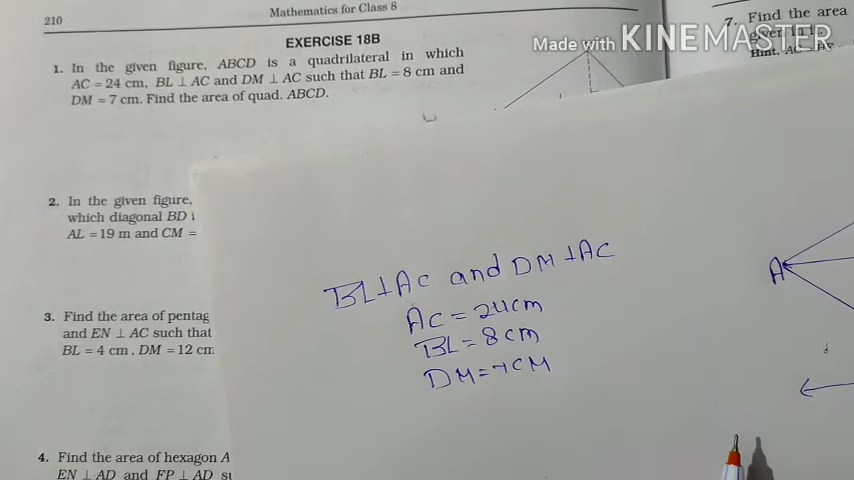 210
Mathematics for Class 8
EXERCISE 18B
1. In the given figure, ABCD is a quadrilateral in which
AC = 24 cm, BL ⊥ AC and DM ⊥ AC such that BL = 8 cm and
DM = 7 cm. Find the area of quad. ABCD.
2. In the given figure,
which diagonal BD
AL = 19 m and CM =
3. Find the area of pentag
and EN ⊥ AC such that
BL = 4 cm, DM = 12 cm
4. Find the area of hexagon A
EN ⊥ AD and FP ⊥ AD su
Made with KINEMASTER
7. Find the area
given in
Hint. AC
BL⊥AC and DM⊥AC
AC = 24cm
BL = 8cm
DM = 7CM
A